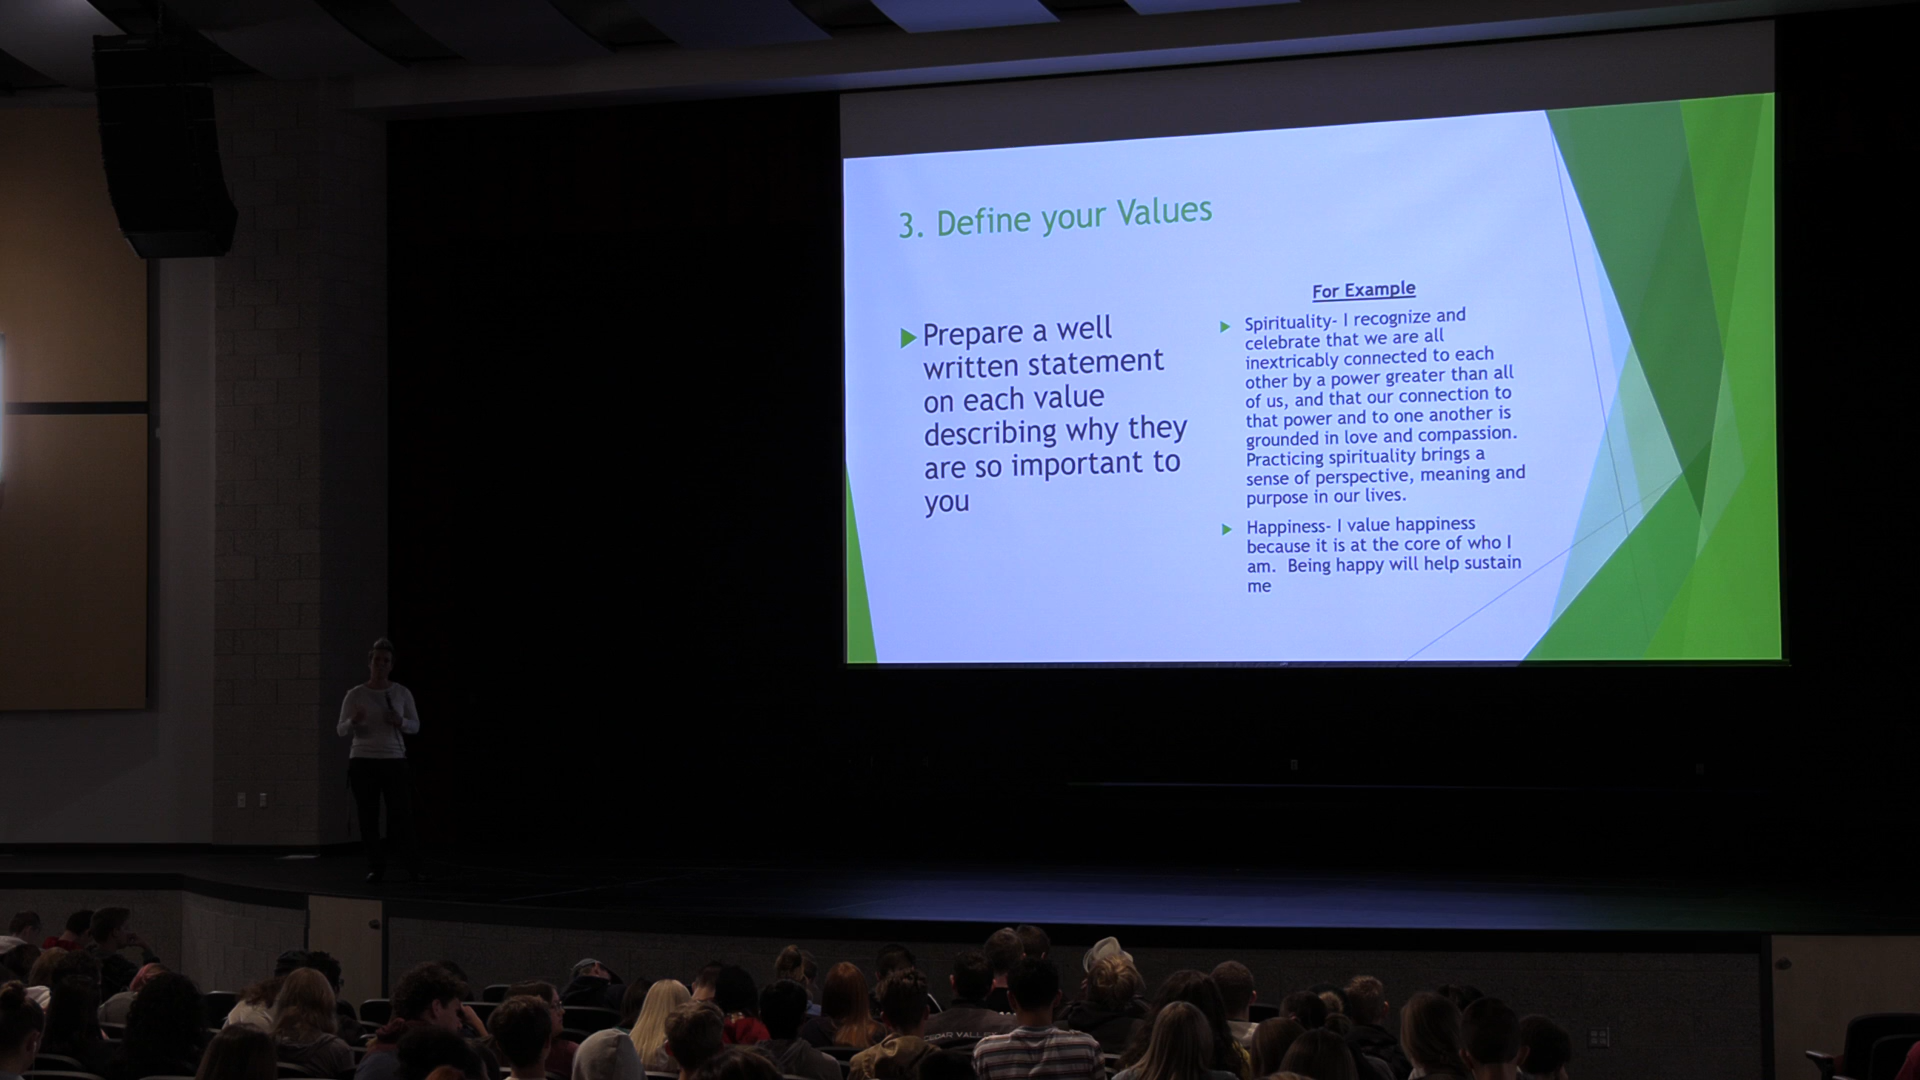 3. Define your Values
Prepare a well
written statement
on each value
describing why they
are so important to
you
For Example
Spirituality- I recognize and
celebrate that we are all
inextricably connected to each
other by a power greater than all
of us, and that our connection to
that power and to one another is
grounded in love and compassion.
Practicing spirituality brings a
sense of perspective, meaning and
purpose in our lives.
Happiness- I value happiness
because it is at the core of who I
am. Being happy will help sustain
me
VALLEY